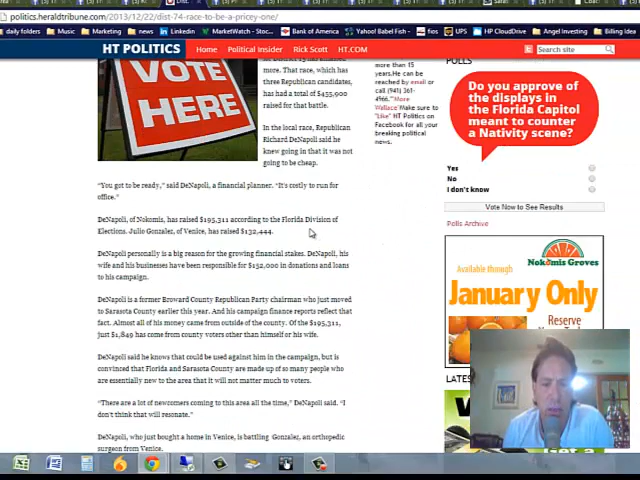 politics.heraldtribune.com/2013/12/22/dist-74-race-to-be-a-pricey-one/
daily folders
Music
news
Linkedin
MarketWatch - Stoc...
Bank of America
Yahoo! Babel Fish -
fios
UPS
HP CloudDrive
Angel Investing
Billing Idea
HT POLITICS
Home
Political Insider
Rick Scott
HT.COM
Search site
VOTE
HERE
more. That race, which has
three Republican candidates,
has had a total of $455,900
raised for that battle.
In the local race, Republican
Richard DeNapoli said he
knew going in that it was not
going to be cheap.
"You got to be ready," said DeNapoli, a financial planner. "It's costly to run for
office."
DeNapoli, of Nokomis, has raised $195,311 according to the Florida Division of
Elections. Julio Gonzalez, of Venice, has raised $132,444.
DeNapoli personally is a big reason for the growing financial stakes. DeNapoli, his
wife and his businesses have been responsible for $152,000 in donations and loans
to his campaign.
DeNapoli is a former Broward County Republican Party chairman who just moved
to Sarasota County earlier this year. And his campaign finance reports reflect that
fact. Almost all of his money came from outside of the county. Of the $195,311,
just $1,849 has come from county voters other than himself or his wife.
DeNapoli said he knows that could be used against him in the campaign, but is
convinced that Florida and Sarasota County are made up of so many people who
are essentially new to the area that it will not matter much to voters.
"There are a lot of newcomers coming to this area all the time," DeNapoli said. "I
don't think that will resonate."
DeNapoli, who just bought a home in Venice, is battling Gonzalez, an orthopedic
surgeon from Venice.
more than 15
years.He can be
reached by email or
call (941) 361-
4966. "More
Wallace"Make sure to
"Like" HT Politics on
Facebook for all your
breaking political
news.
POLLS
Do you approve of
the displays in
the Florida Capitol
meant to counter
a Nativity scene?
Yes
No
I don't know
Vote Now to See Results
Polls Archive
Available through
Nokomis Groves
January Only
Reserve
LATES